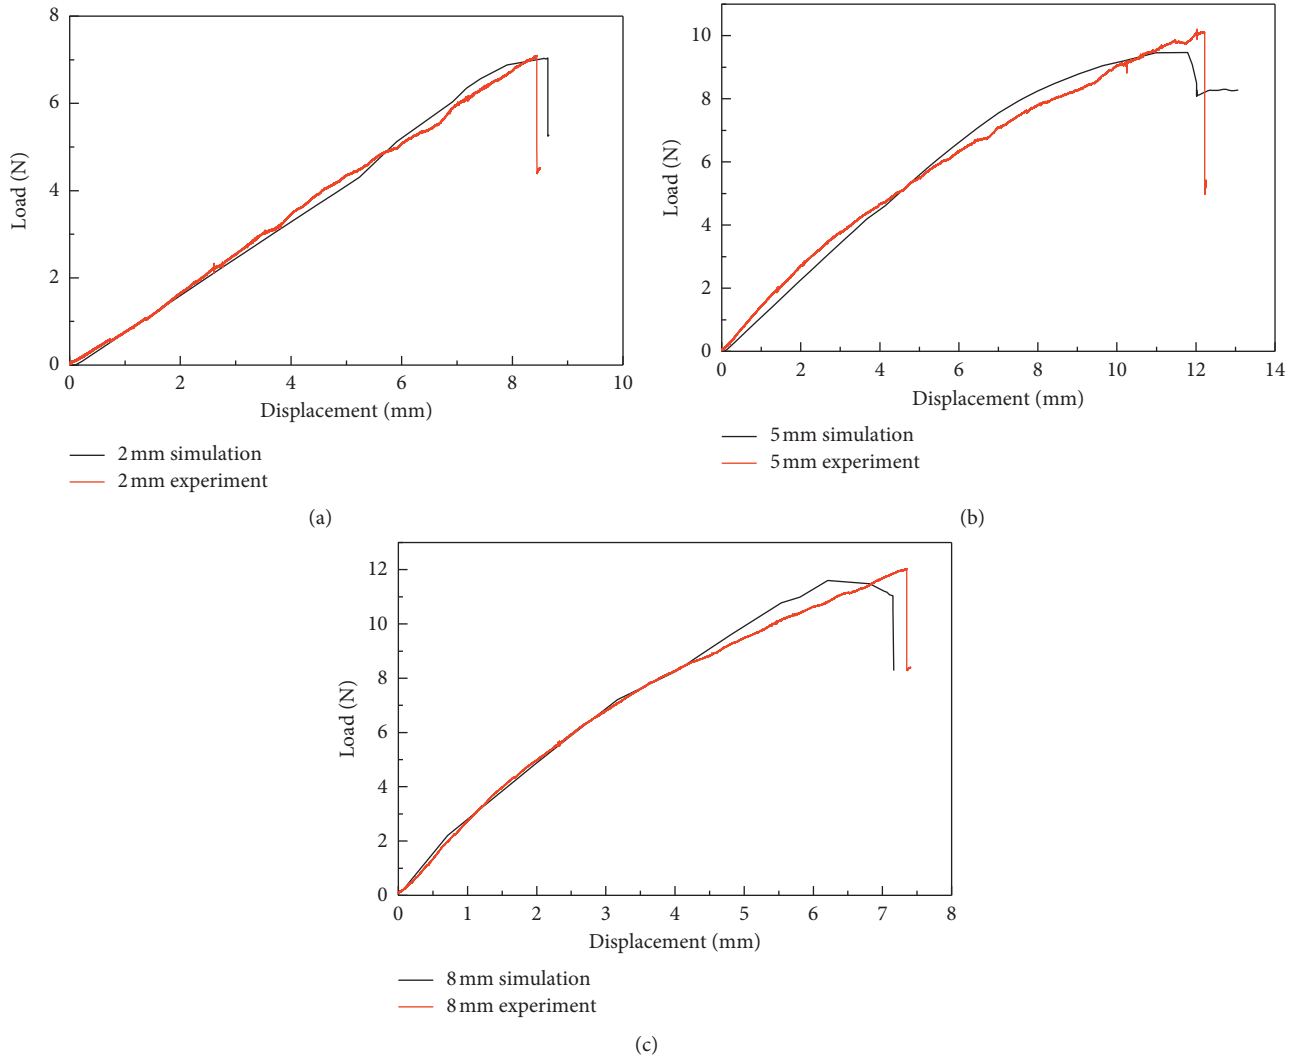 8
6
4
2
0
Load (N)
0 2 4 6 8 10
Displacement (mm)
2 mm simulation
2 mm experiment
(a)
10
8
6
4
2
0
Load (N)
0 2 4 6 8 10 12 14
Displacement (mm)
5 mm simulation
5 mm experiment
(b)
12
10
8
6
4
2
0
Load (N)
0 1 2 3 4 5 6 7 8
Displacement (mm)
8 mm simulation
8 mm experiment
(c)